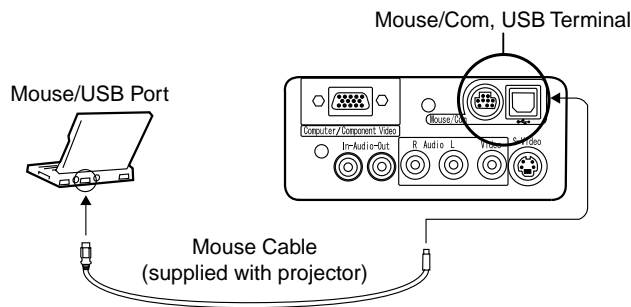 Mouse/Com, USB Terminal
Mouse/USB Port
Computer/Component Video
Mouse/Com
In-Audio-Out
R Audio L
Video
S-Video
Mouse Cable
(supplied with projector)